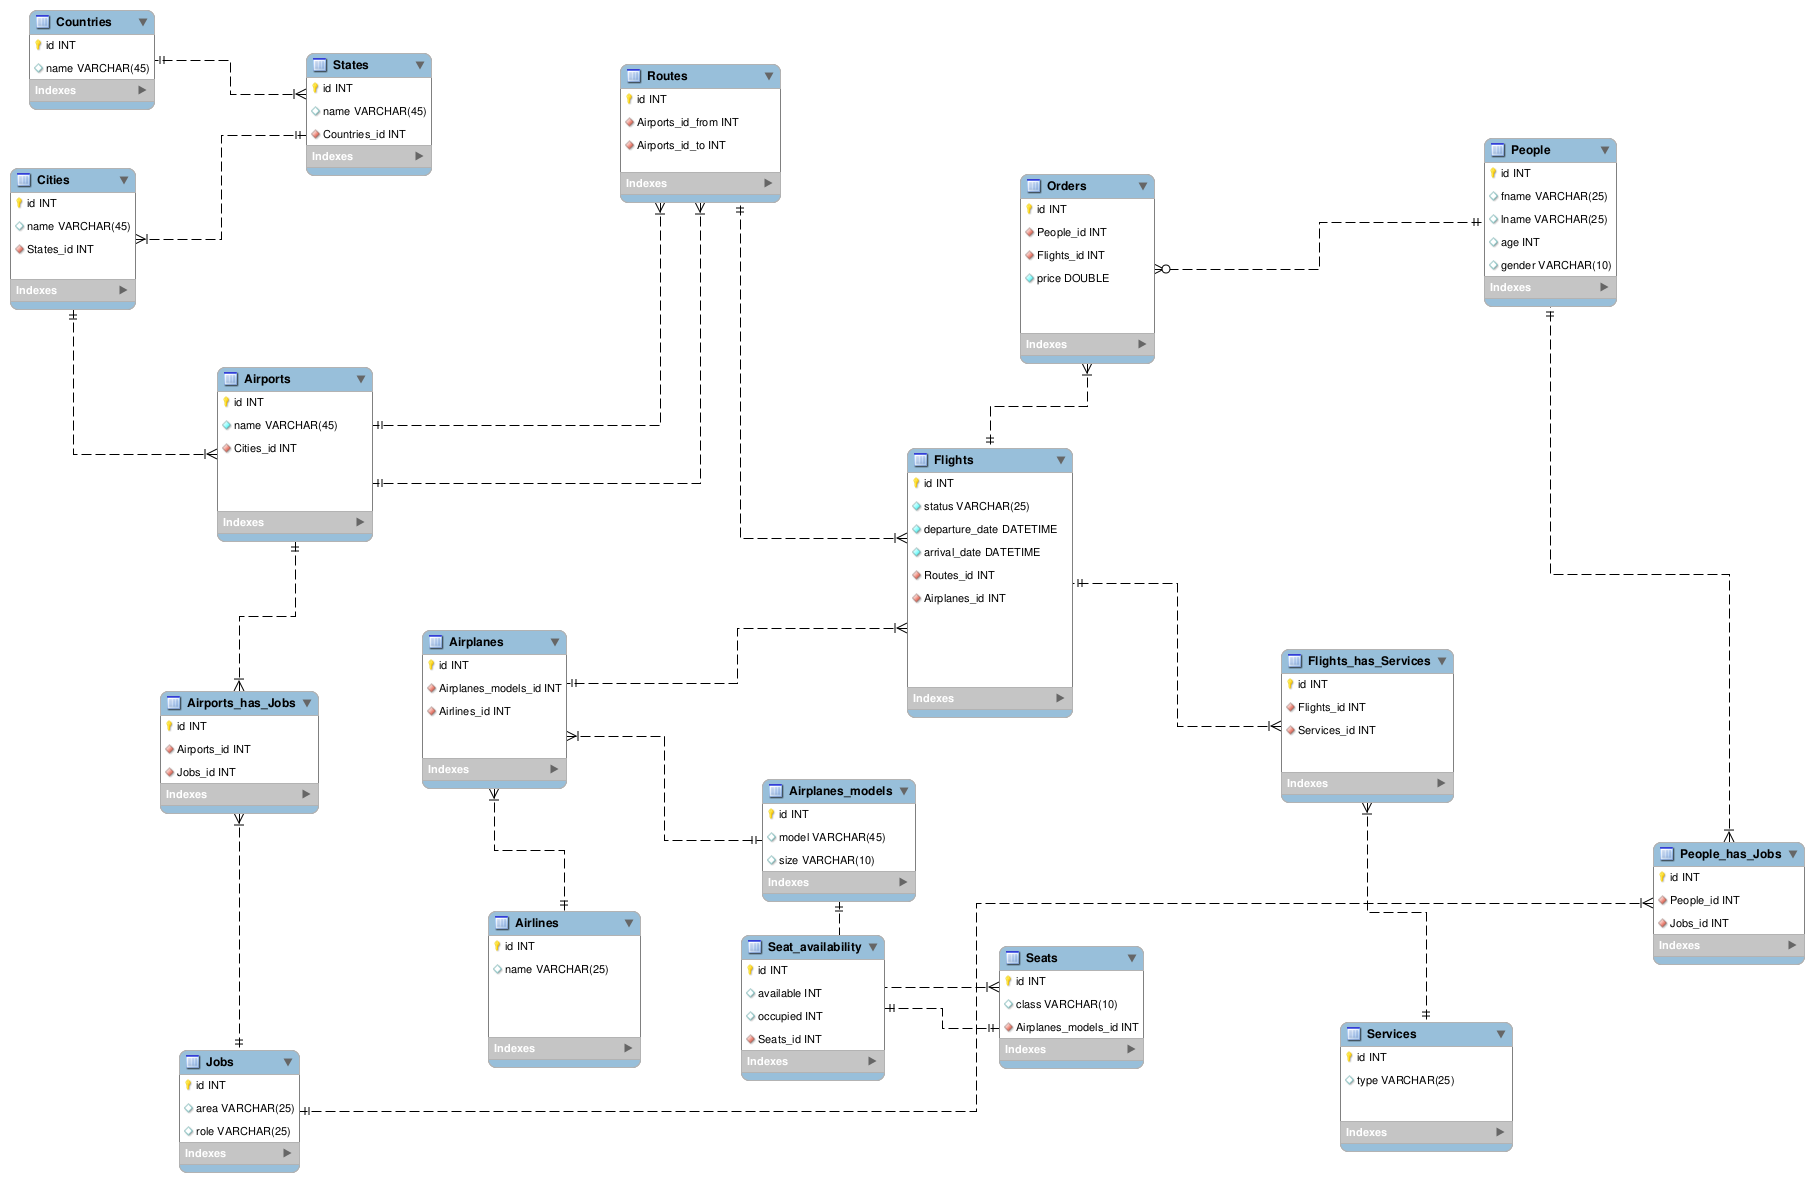 Countries
id INT
name VARCHAR(45)
Indexes
States
id INT
name VARCHAR(45)
Countries_id INT
Indexes
Cities
id INT
name VARCHAR(45)
States_id INT
Indexes
Routes
id INT
Airports_id_from INT
Airports_id_to INT
Indexes
Orders
id INT
People_id INT
Flights_id INT
price DOUBLE
Indexes
People
id INT
fname VARCHAR(25)
lname VARCHAR(25)
age INT
gender VARCHAR(10)
Indexes
Airports
id INT
name VARCHAR(45)
Cities_id INT
Indexes
Flights
id INT
status VARCHAR(25)
departure_date DATETIME
arrival_date DATETIME
Routes_id INT
Airplanes_id INT
Indexes
Airplanes
id INT
Airplanes_models_id INT
Airlines_id INT
Indexes
Flights_has_Services
id INT
Flights_id INT
Services_id INT
Indexes
Airports_has_Jobs
id INT
Airports_id INT
Jobs_id INT
Indexes
Airplanes_models
id INT
model VARCHAR(45)
size VARCHAR(10)
Indexes
People_has_Jobs
id INT
People_id INT
Jobs_id INT
Indexes
Airlines
id INT
name VARCHAR(25)
Indexes
Seat_availability
id INT
available INT
occupied INT
Seats_id INT
Indexes
Seats
id INT
class VARCHAR(10)
Airplanes_models_id INT
Indexes
Services
id INT
type VARCHAR(25)
Indexes
Jobs
id INT
area VARCHAR(25)
role VARCHAR(25)
Indexes